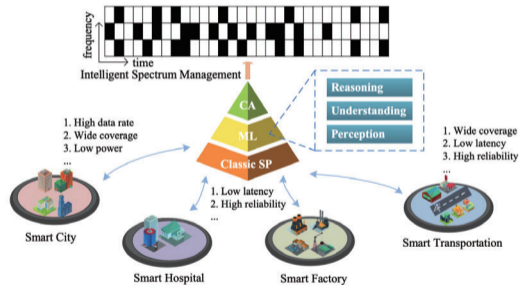 frequency
time
Intelligent Spectrum Management
CA
ML
Classic SP
Reasoning
Understanding
Perception
1. High data rate
2. Wide coverage
3. Low power
...
1. Wide coverage
2. Low latency
3. High reliability
...
1. Low latency
2. High reliability
...
Smart City
Smart Hospital
Smart Factory
Smart Transportation